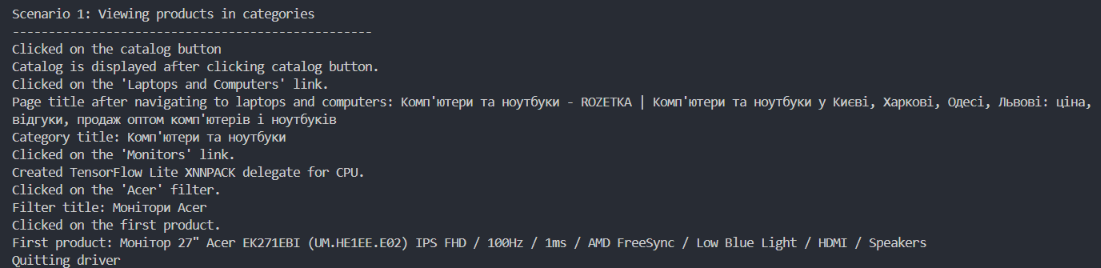 Scenario 1: Viewing products in categories
--------------------------------------------------
Clicked on the catalog button
Catalog is displayed after clicking catalog button.
Clicked on the 'Laptops and Computers' link.
Page title after navigating to laptops and computers: Комп'ютери та ноутбуки - ROZETKA | Комп'ютери та ноутбуки у Києві, Харкові, Одесі, Львові: ціна,
відгуки, продаж оптом комп'ютерів і ноутбуків
Category title: Комп'ютери та ноутбуки
Clicked on the 'Monitors' link.
Created TensorFlow Lite XNNPACK delegate for CPU.
Clicked on the 'Acer' filter.
Filter title: Монітори Acer
Clicked on the first product.
First product: Монітор 27" Acer EK271EBI (UM.HE1EE.E02) IPS FHD / 100Hz / 1ms / AMD FreeSync / Low Blue Light / HDMI / Speakers
Quitting driver